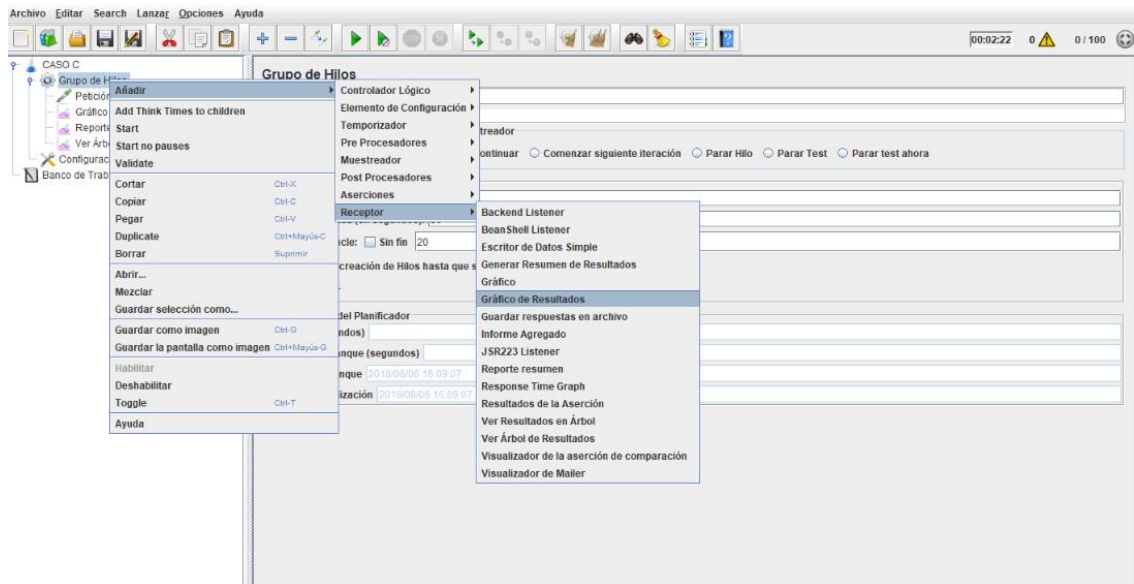 Archivo Editar Search Lanzar Opciones Ayuda
00:02:22 0 0 / 100
CASO C
Grupo de Hilos
Petición
Gráfico
Reporte
Ver Árb
Configurac
Banco de Trab
Grupo de Hilos
treador
ontinuar Comenzar siguiente iteración Parar Hilo Parar Test Parar test ahora
ucle: Sin fin 20
creación de Hilos hasta que s
del Planificador
ndos)
anque (segundos)
nque 2018/08/06 16:09:07
ización 2018/08/06 16:09:07
Añadir
Add Think Times to children
Start
Start no pauses
Validate
Cortar Ctrl-X
Copiar Ctrl-C
Pegar Ctrl-V
Duplicate Ctrl+Mayús-C
Borrar Suprimir
Abrir...
Mezclar
Guardar selección como...
Guardar como imagen Ctrl-G
Guardar la pantalla como imagen Ctrl+Mayús-G
Habilitar
Deshabilitar
Toggle Ctrl-T
Ayuda
Controlador Lógico
Elemento de Configuración
Temporizador
Pre Procesadores
Muestreador
Post Procesadores
Aserciones
Receptor
Backend Listener
BeanShell Listener
Escritor de Datos Simple
Generar Resumen de Resultados
Gráfico
Gráfico de Resultados
Guardar respuestas en archivo
Informe Agregado
JSR223 Listener
Reporte resumen
Response Time Graph
Resultados de la Aserción
Ver Resultados en Árbol
Ver Árbol de Resultados
Visualizador de la aserción de comparación
Visualizador de Mailer